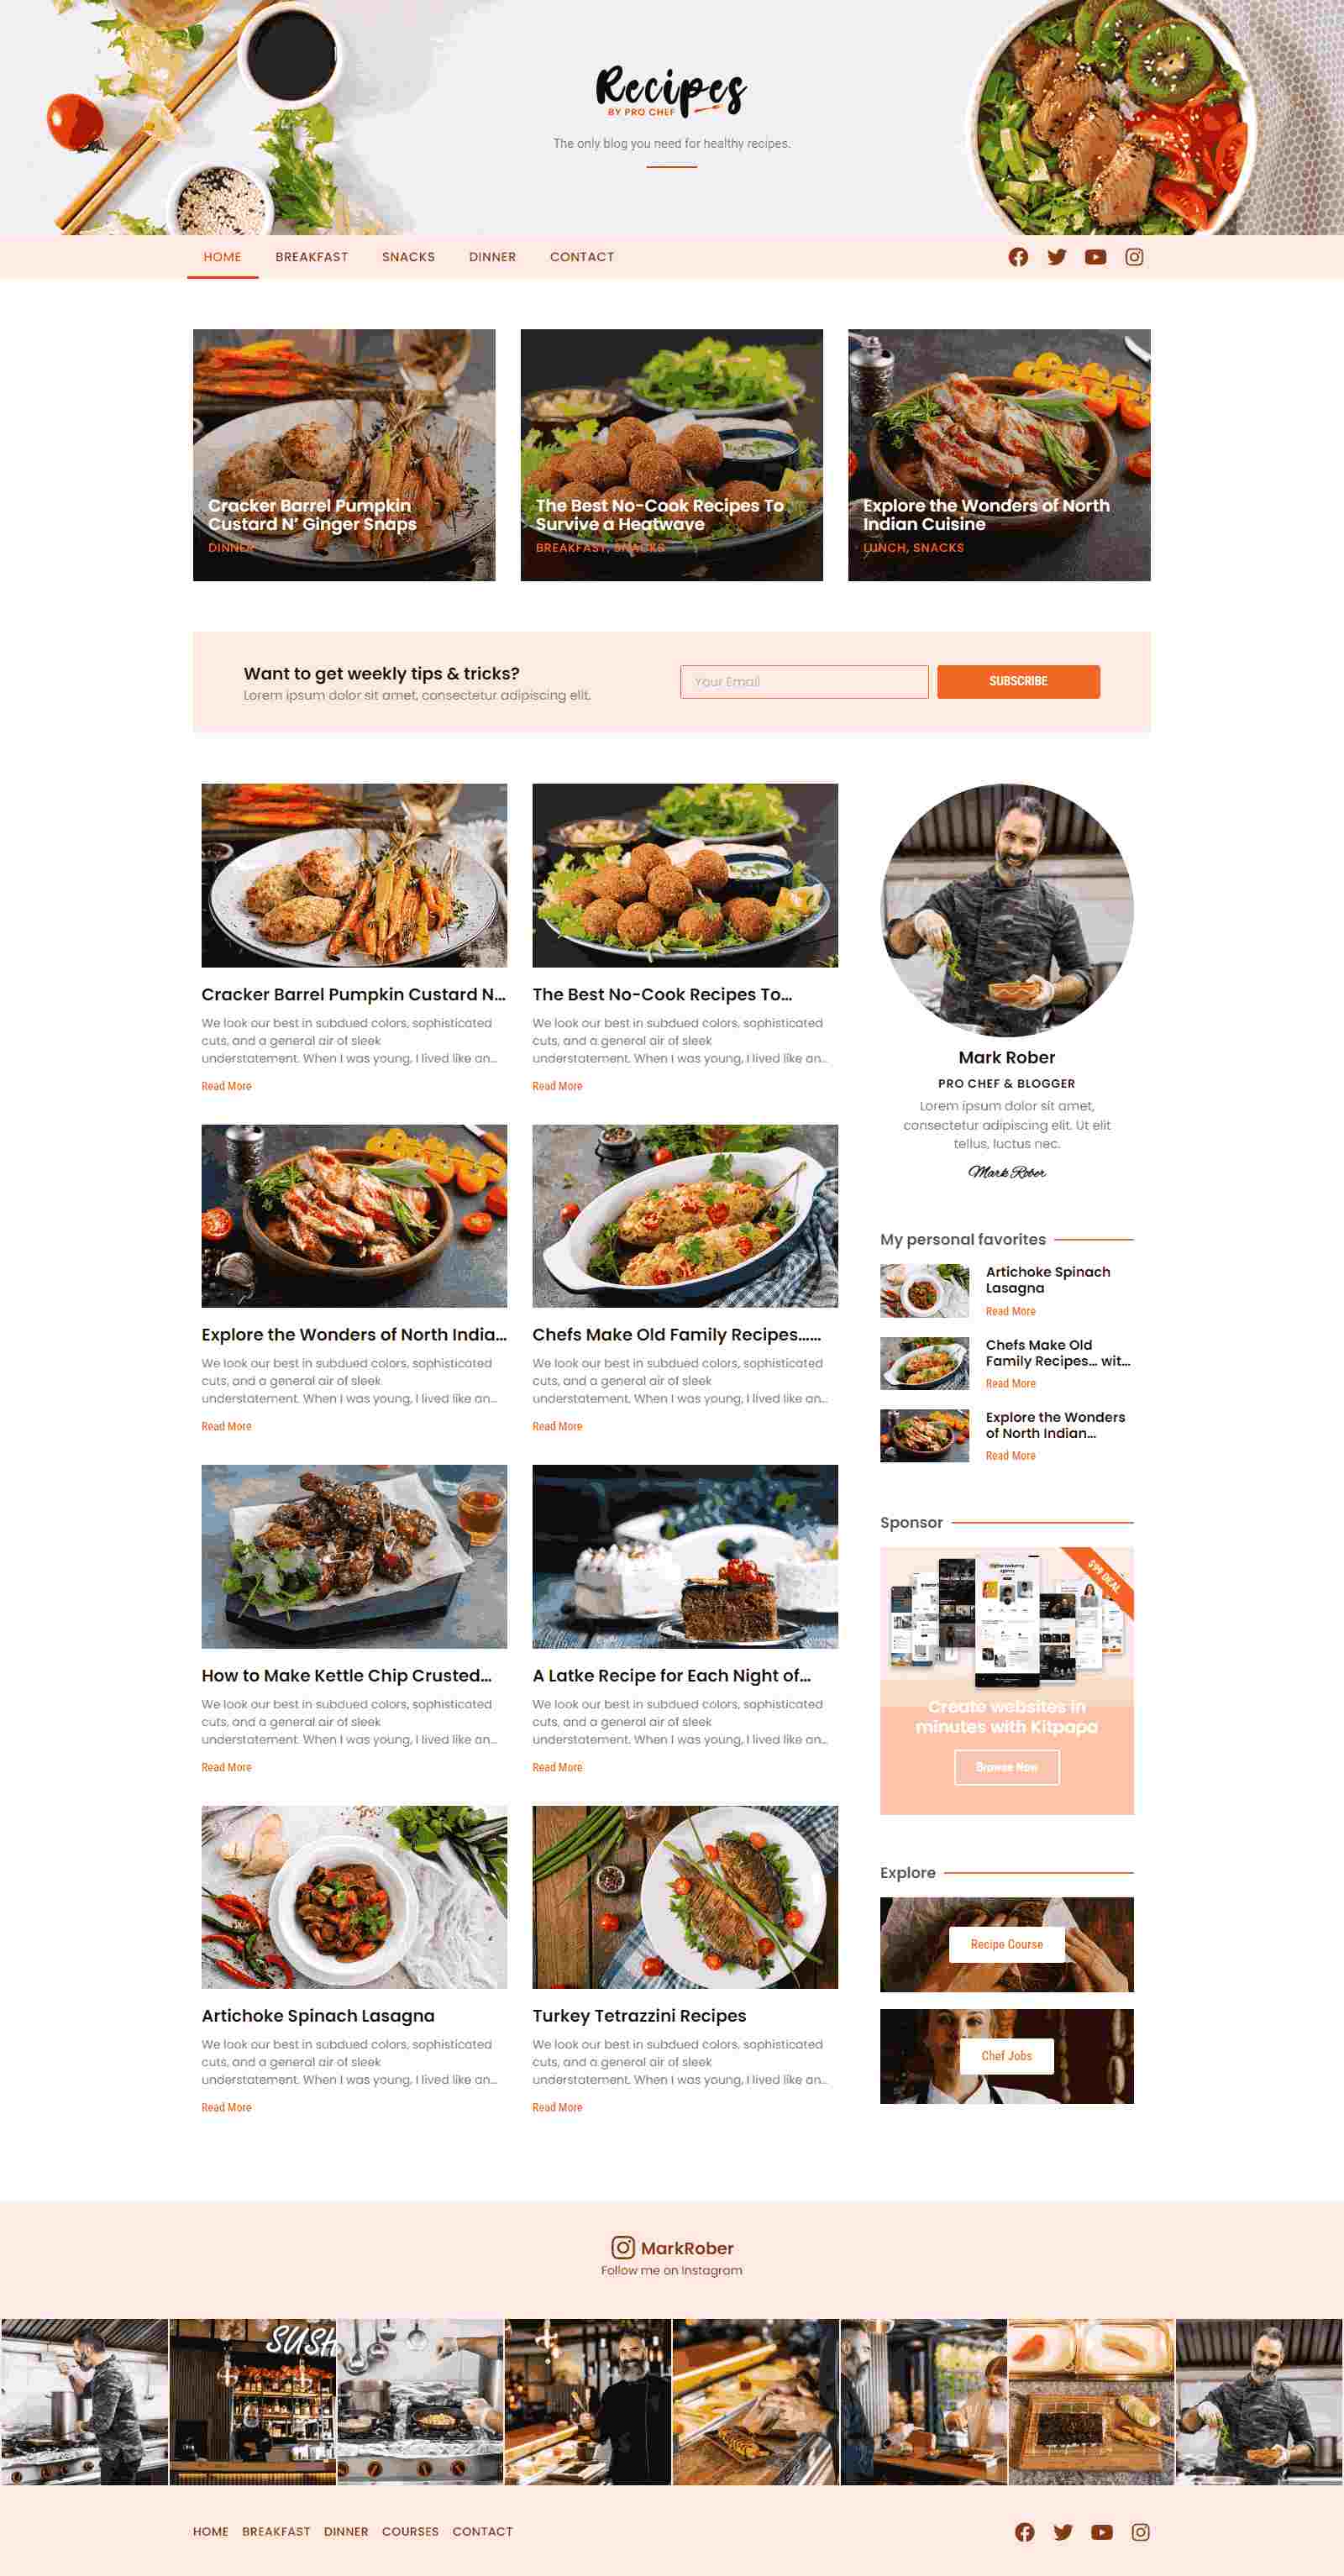 Recipes
BY PRO CHEF
The only blog you need for healthy recipes.
HOME BREAKFAST SNACKS DINNER CONTACT
Cracker Barrel Pumpkin
Custard N' Ginger Snaps
DINNER
The Best No-Cook Recipes To
Survive a Heatwave
BREAKFAST, SNACKS
Explore the Wonders of North
Indian Cuisine
LUNCH, SNACKS
Want to get weekly tips & tricks?
Lorem ipsum dolor sit amet, consectetur adipiscing elit.
Your Email
SUBSCRIBE
Cracker Barrel Pumpkin Custard N...
We look our best in subdued colors, sophisticated
cuts, and a general air of sleek
understatement. When I was young, I lived like an...
Read More
The Best No-Cook Recipes To...
We look our best in subdued colors, sophisticated
cuts, and a general air of sleek
understatement. When I was young, I lived like an...
Read More
Explore the Wonders of North India...
We look our best in subdued colors, sophisticated
cuts, and a general air of sleek
understatement. When I was young, I lived like an...
Read More
Chefs Make Old Family Recipes......
We look our best in subdued colors, sophisticated
cuts, and a general air of sleek
understatement. When I was young, I lived like an...
Read More
How to Make Kettle Chip Crusted...
We look our best in subdued colors, sophisticated
cuts, and a general air of sleek
understatement. When I was young, I lived like an...
Read More
A Latke Recipe for Each Night of...
We look our best in subdued colors, sophisticated
cuts, and a general air of sleek
understatement. When I was young, I lived like an...
Read More
Artichoke Spinach Lasagna
We look our best in subdued colors, sophisticated
cuts, and a general air of sleek
understatement. When I was young, I lived like an...
Read More
Turkey Tetrazzini Recipes
We look our best in subdued colors, sophisticated
cuts, and a general air of sleek
understatement. When I was young, I lived like an...
Read More
Mark Rober
PRO CHEF & BLOGGER
Lorem ipsum dolor sit amet,
consectetur adipiscing elit. Ut elit
tellus, luctus nec.
Mark Rober
My personal favorites
Artichoke Spinach
Lasagna
Read More
Chefs Make Old
Family Recipes... wit...
Read More
Explore the Wonders
of North Indian...
Read More
Sponsor
$99 DEAL
Create websites in
minutes with Kitpapa
Browse Now
Explore
Recipe Course
Chef Jobs
MarkRober
Follow me on Instagram
SUSH
HOME BREAKFAST DINNER COURSES CONTACT